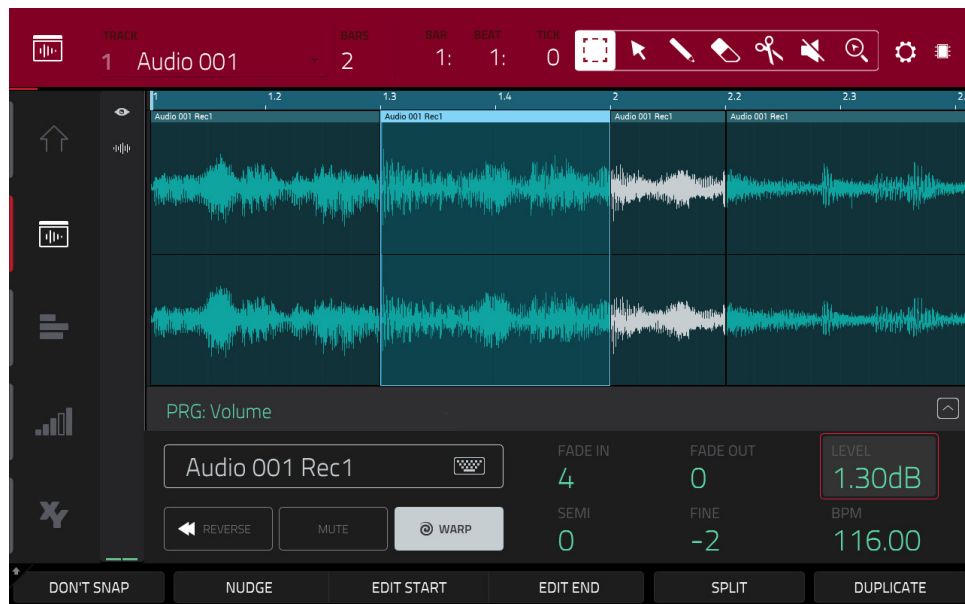 TRACK BARS BAR BEAT TICK
1 Audio 001 2 1: 1: 0
1 1.2 1.3 1.4 2 2.2 2.3 2.
Audio 001 Rec1 Audio 001 Rec1 Audio 001 Rec1 Audio 001 Rec1
PRG: Volume
FADE IN FADE OUT LEVEL
Audio 001 Rec1 4 0 1.30dB
SEMI FINE BPM
REVERSE MUTE WARP 0 -2 116.00
XY
DON'T SNAP NUDGE EDIT START EDIT END SPLIT DUPLICATE